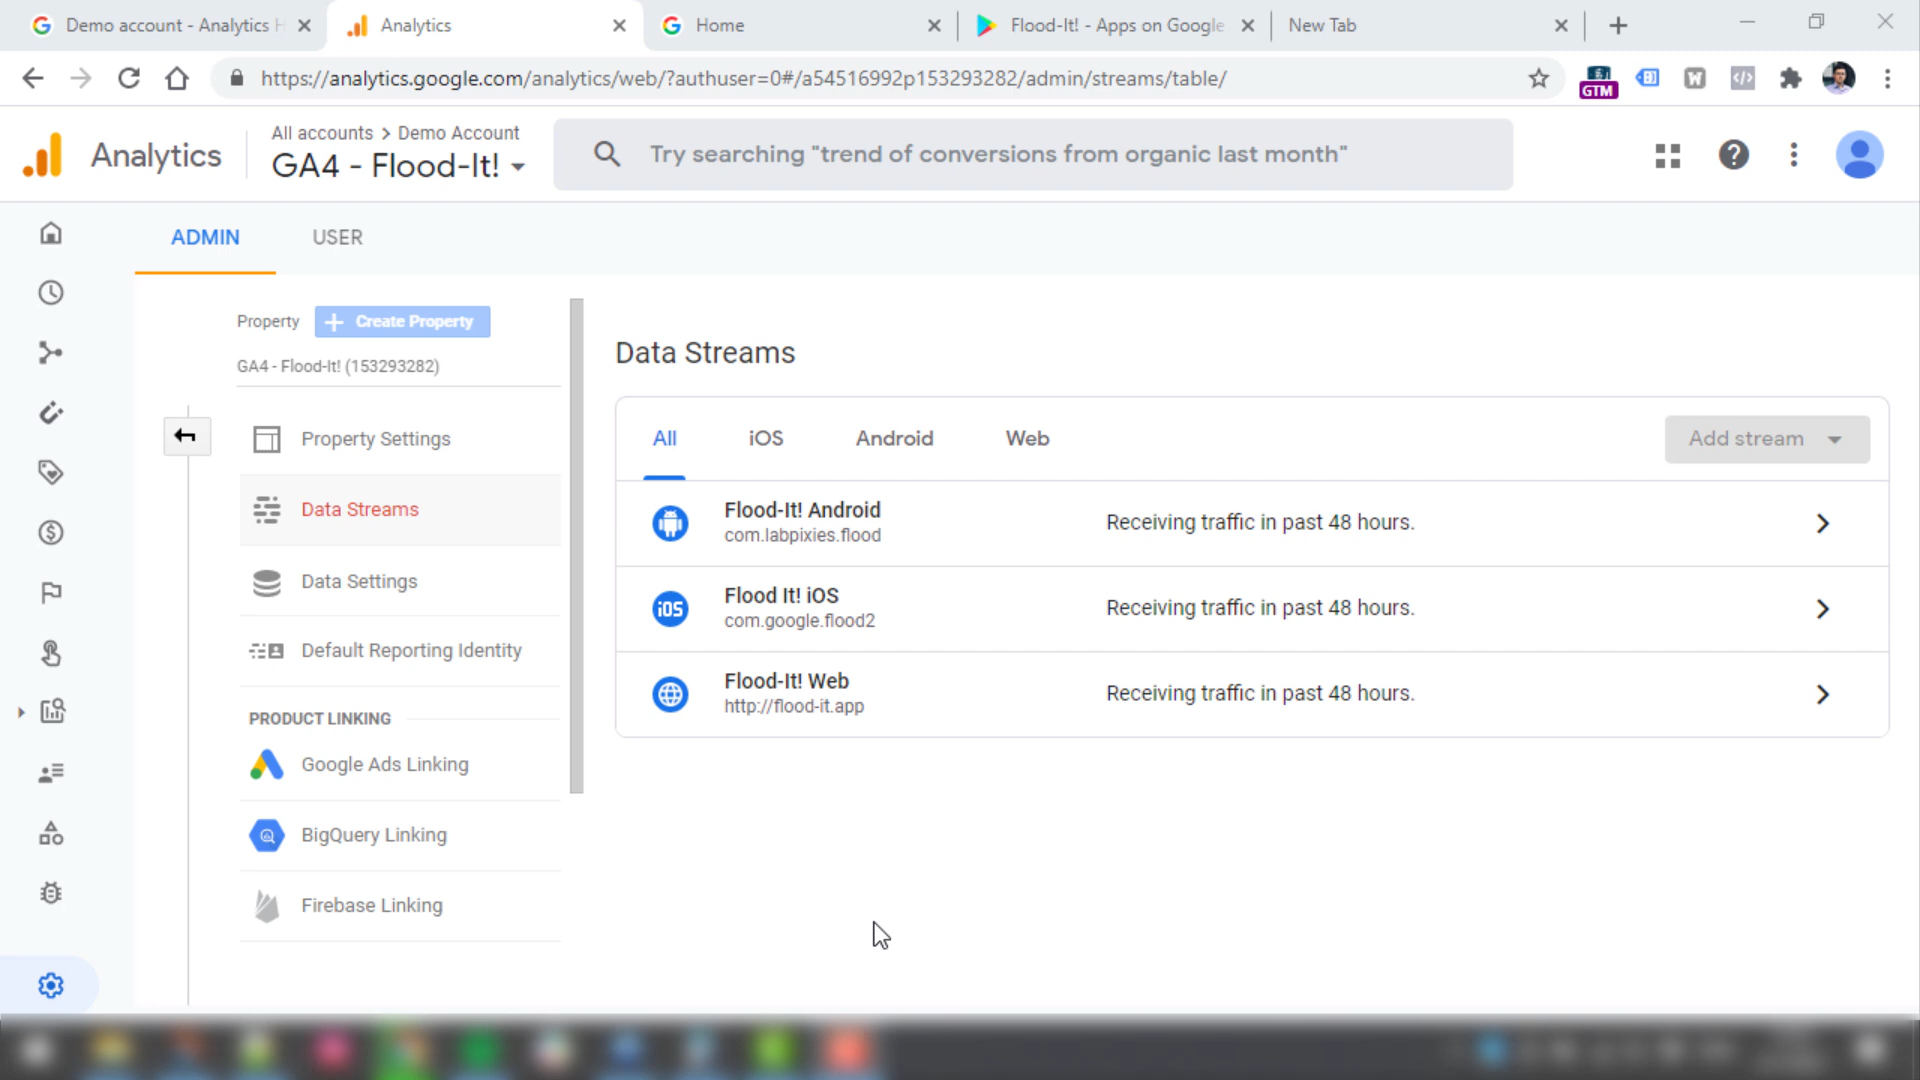 Demo account - Analytics H
Analytics
Home
Flood-It! - Apps on Google
New Tab
https://analytics.google.com/analytics/web/?authuser=0#/a54516992p153293282/admin/streams/table/
GTM
W
Analytics
All accounts > Demo Account
GA4 - Flood-It!
Try searching "trend of conversions from organic last month"
ADMIN
USER
Property
Create Property
GA4 - Flood-It! (153293282)
Property Settings
Data Streams
Data Settings
Default Reporting Identity
PRODUCT LINKING
Google Ads Linking
BigQuery Linking
Firebase Linking
Data Streams
All
iOS
Android
Web
Add stream
Flood-It! Android
com.labpixies.flood
Receiving traffic in past 48 hours.
iOS
Flood It! iOS
com.google.flood2
Receiving traffic in past 48 hours.
Flood-It! Web
http://flood-it.app
Receiving traffic in past 48 hours.